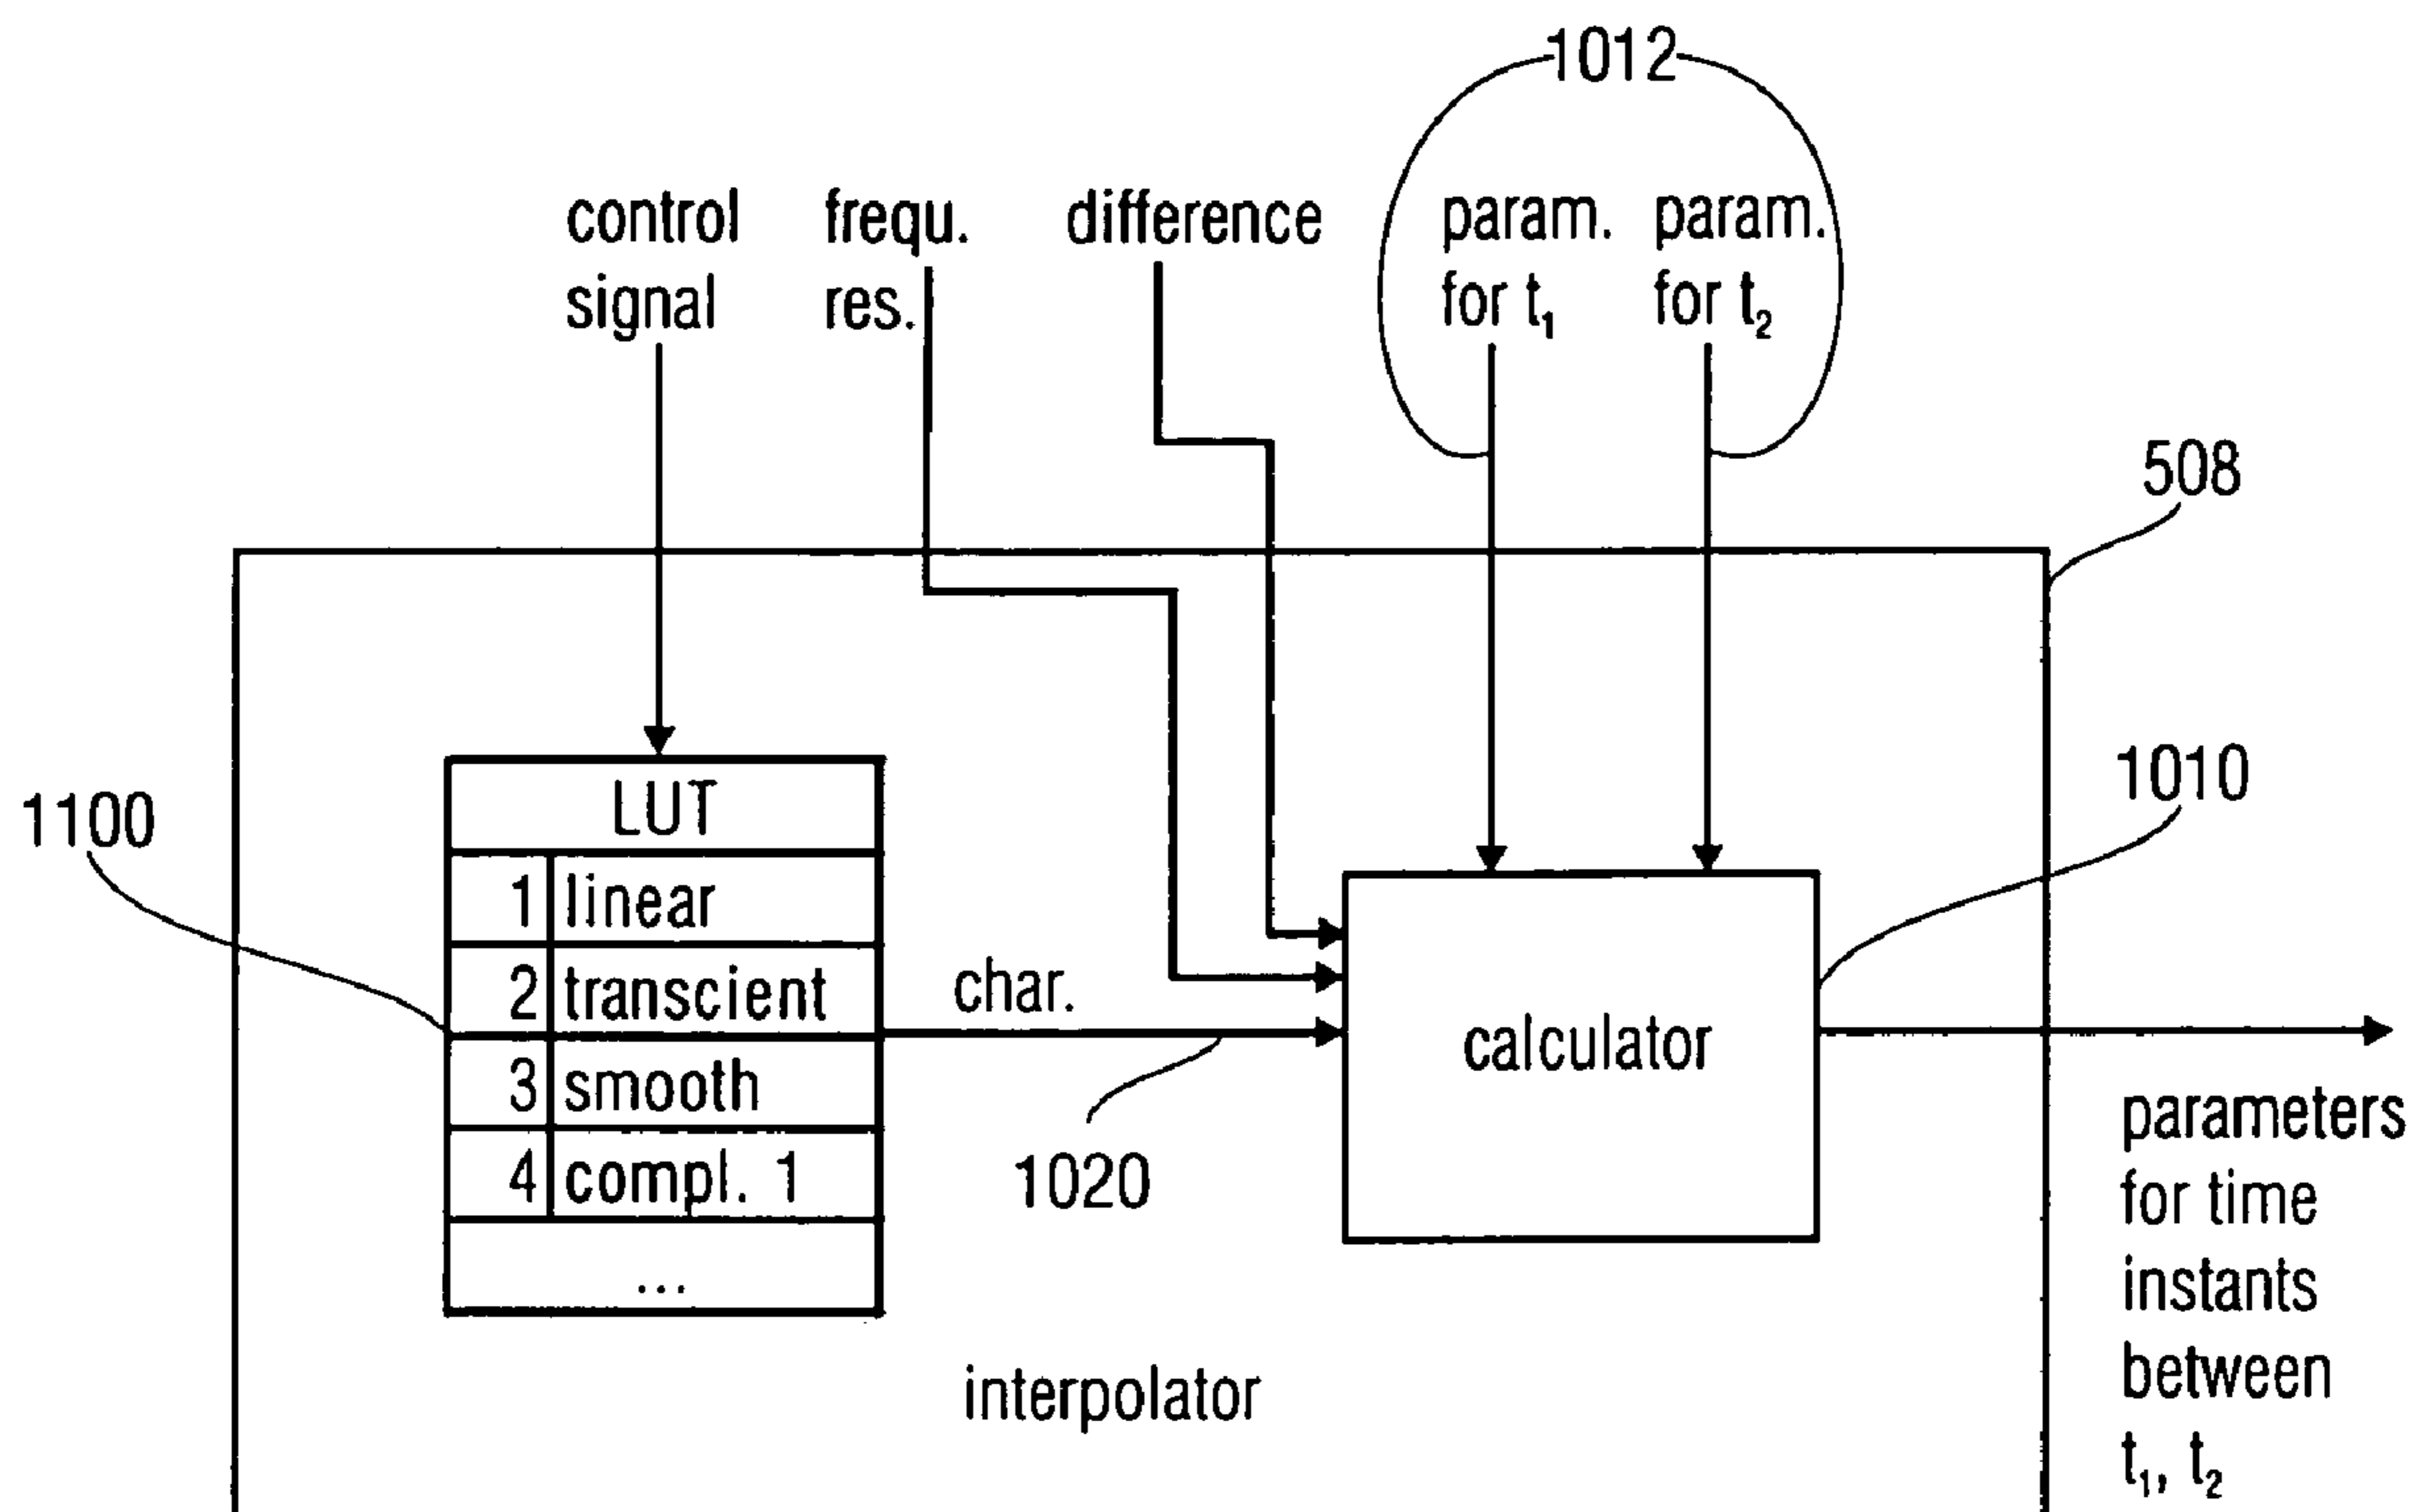 1012
control
signal
frequ.
res.
difference
param.
for t₁
param.
for t₂
508
1010
1100
LUT
1 linear
2 transcient
3 smooth
4 compl. 1
...
char.
1020
calculator
interpolator
parameters
for time
instants
between
t₁, t₂